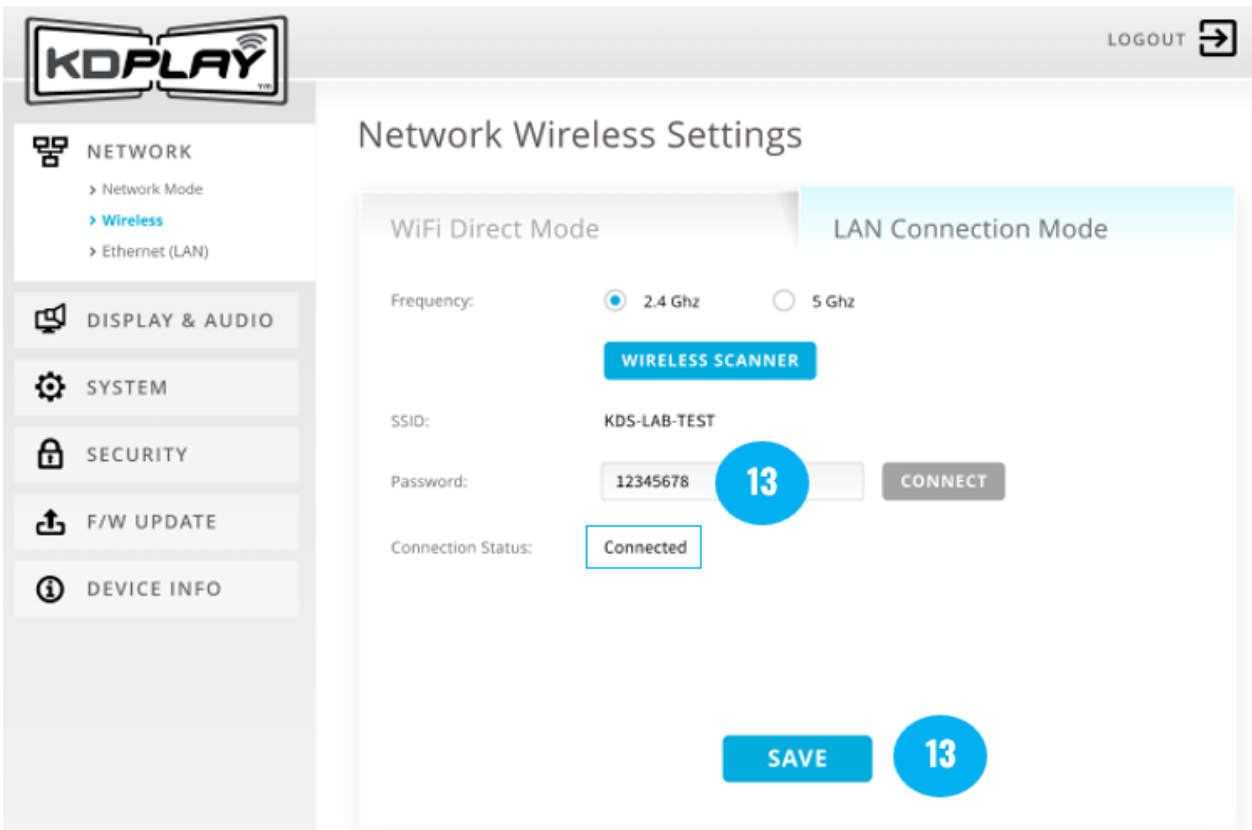 KDPLAY
TM
LOGOUT
NETWORK
> Network Mode
> Wireless
> Ethernet (LAN)
DISPLAY & AUDIO
SYSTEM
SECURITY
F/W UPDATE
DEVICE INFO
Network Wireless Settings
WiFi Direct Mode
LAN Connection Mode
Frequency: 2.4 Ghz 5 Ghz
WIRELESS SCANNER
SSID: KDS-LAB-TEST
Password: 12345678 13 CONNECT
Connection Status: Connected
SAVE 13